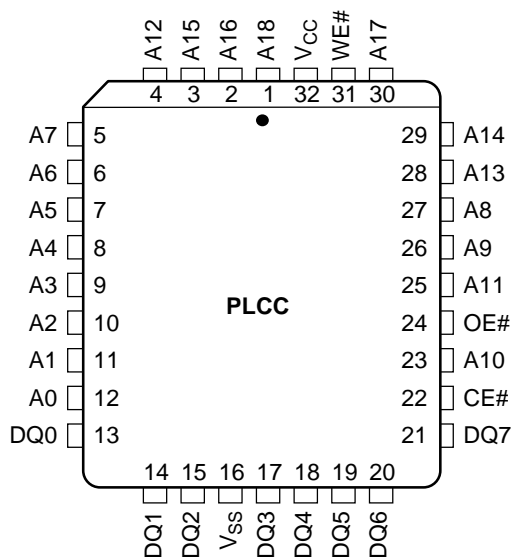 A12 A15 A16 A18 VCC WE# A17
4 3 2 1 32 31 30
A7 5 29 A14
A6 6 28 A13
A5 7 27 A8
A4 8 26 A9
A3 9 25 A11
PLCC
A2 10 24 OE#
A1 11 23 A10
A0 12 22 CE#
DQ0 13 21 DQ7
14 15 16 17 18 19 20
DQ1 DQ2 VSS DQ3 DQ4 DQ5 DQ6